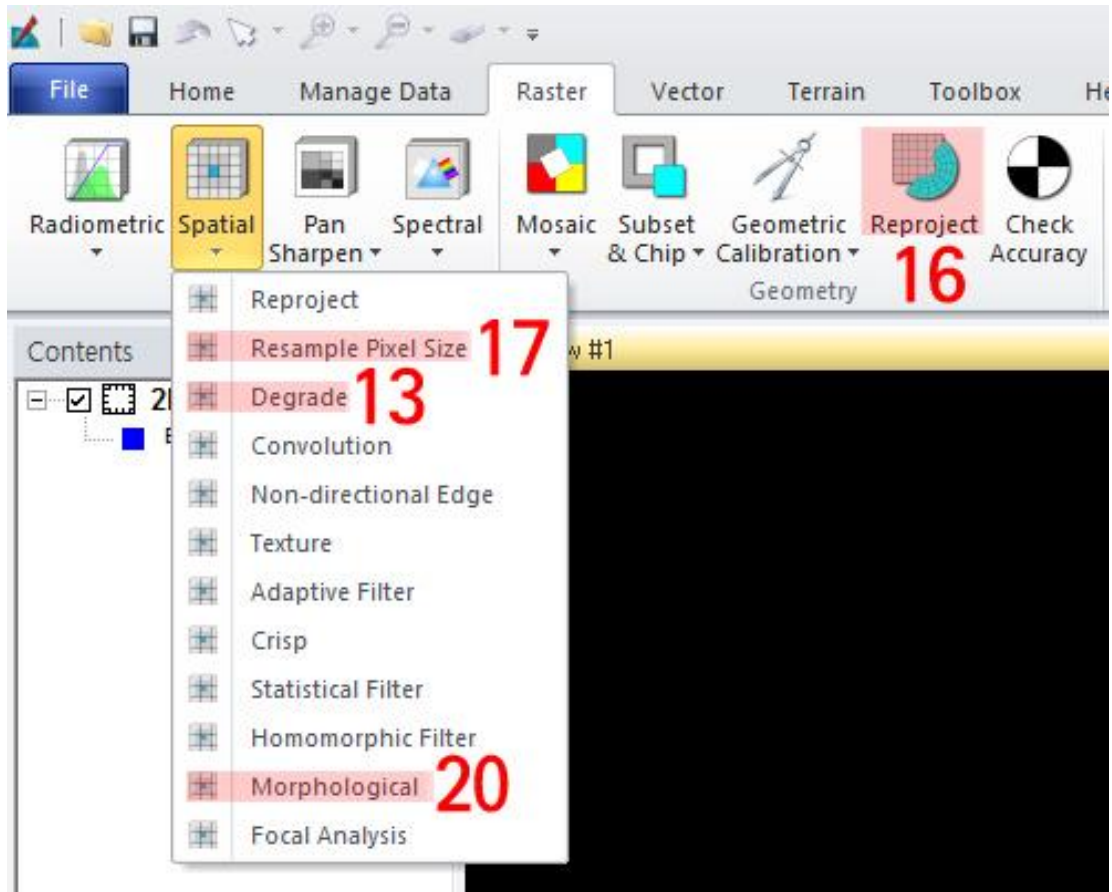 File Home Manage Data Raster Vector Terrain Toolbox He
Radiometric Spatial Pan Sharpen Spectral Mosaic Subset & Chip Geometric Calibration Reproject Check Accuracy
16
Geometry
Reproject
Contents
Resample Pixel Size 17 w #1
2
Degrade 13
Convolution
Non-directional Edge
Texture
Adaptive Filter
Crisp
Statistical Filter
Homomorphic Filter
Morphological 20
Focal Analysis